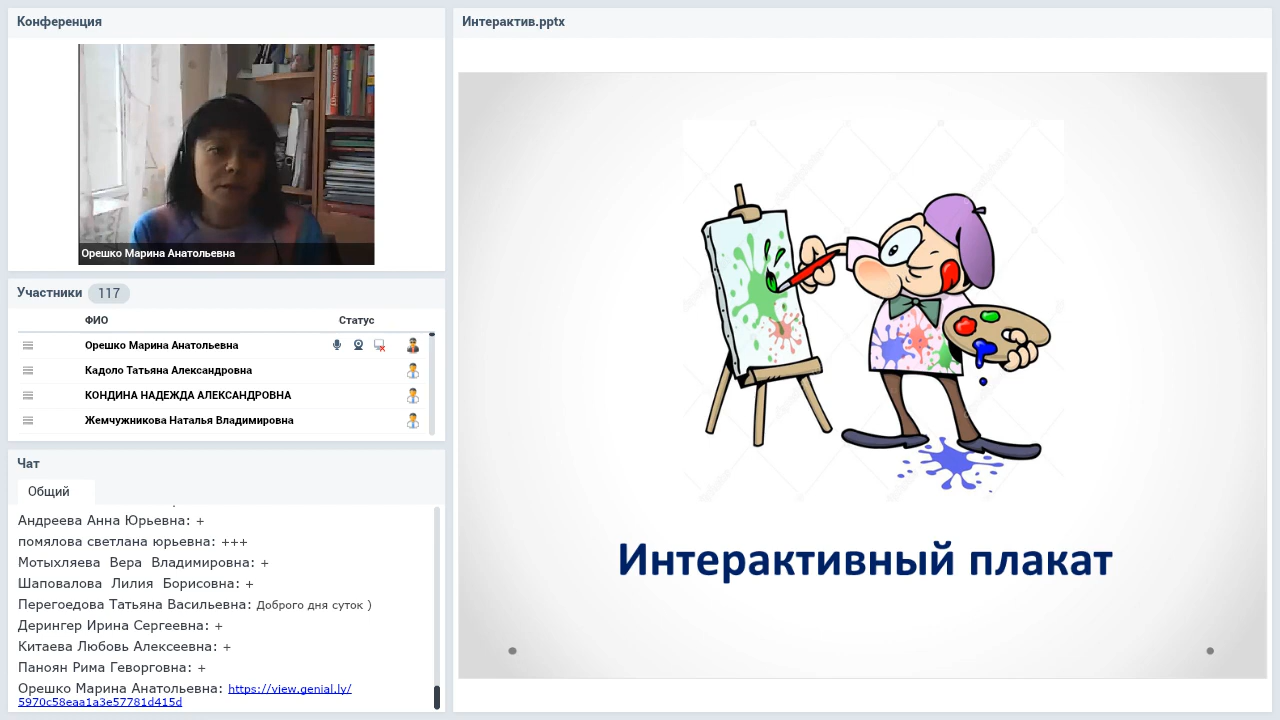 Конференция
Орешко Марина Анатольевна
Участники 117
ФИО Статус
Орешко Марина Анатольевна
Кадоло Татьяна Александровна
КОНДИНА НАДЕЖДА АЛЕКСАНДРОВНА
Жемчужникова Наталья Владимировна
Чат
Общий
Андреева Анна Юрьевна: +
помялова светлана юрьевна: +++
Мотыхляева Вера Владимировна: +
Шаповалова Лилия Борисовна: +
Перегоедова Татьяна Васильевна: Доброго дня суток )
Дерингер Ирина Сергеевна: +
Китаева Любовь Алексеевна: +
Паноян Рима Геворговна: +
Орешко Марина Анатольевна: https://view.genial.ly/
5970c58eaa1a3e57781d415d
Интерактив.pptx
Интерактивный плакат